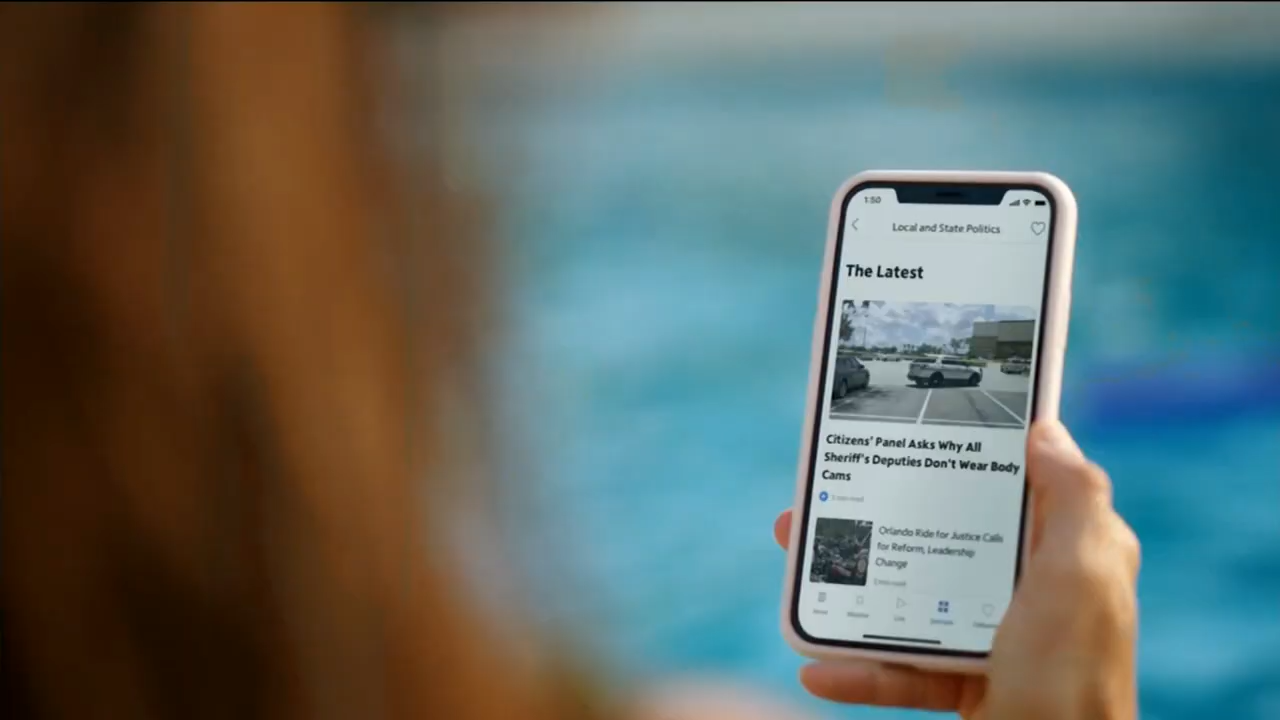 1:50
Local and State Politics
The Latest
Citizens' Panel Asks Why All
Sheriff's Deputies Don't Wear Body
Cams
Orlando Ride for Justice Calls
for Reform, Leadership
Change